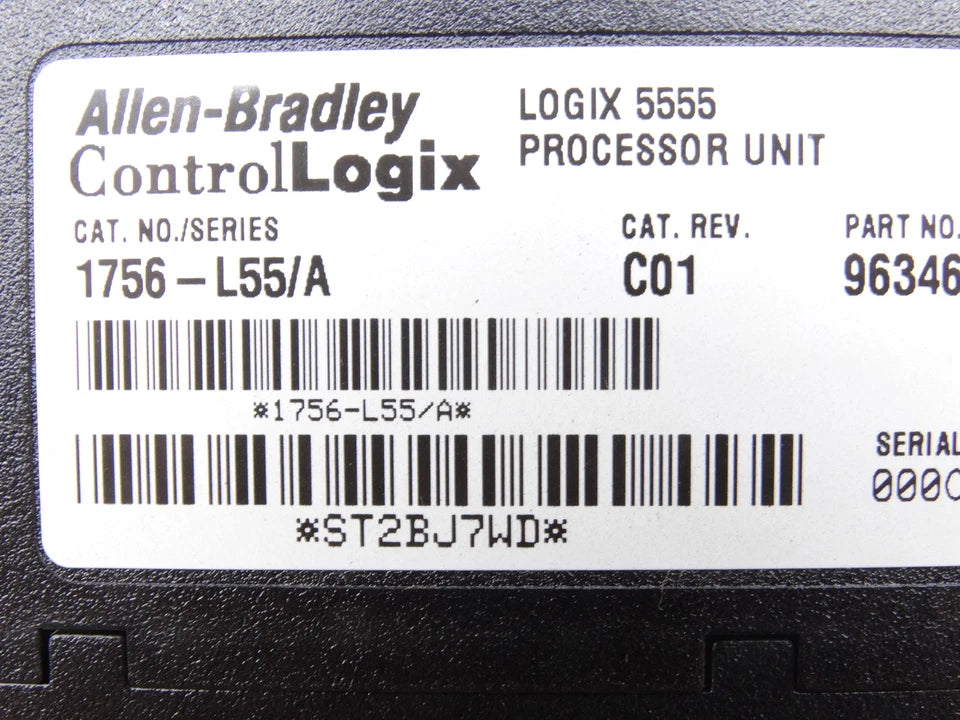 Allen-Bradley
ControlLogix
LOGIX 5555
PROCESSOR UNIT
CAT. NO./SERIES
1756-L55/A
CAT. REV.
C01
PART NO.
96346
*1756-L55/A*
*ST2BJ7WD*
SERIAL
000